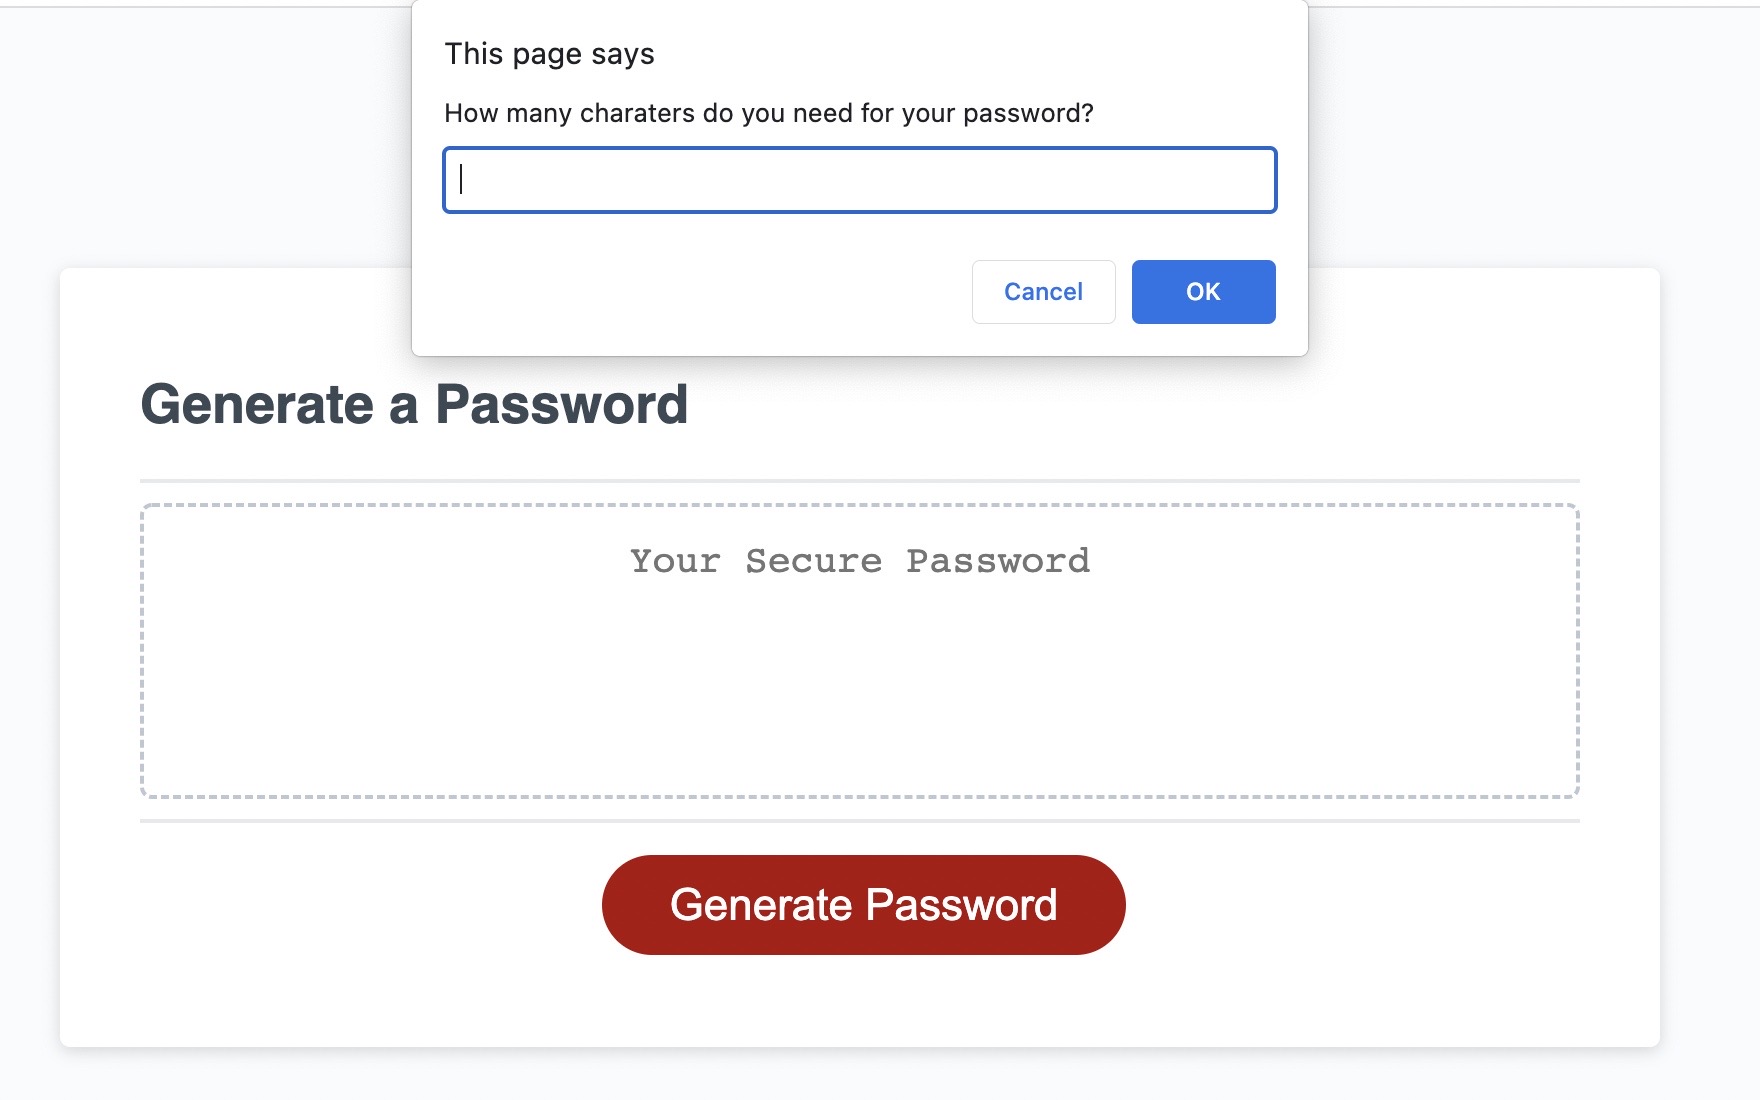 This page says
How many charaters do you need for your password?
Cancel
OK
Generate a Password
Your Secure Password
Generate Password